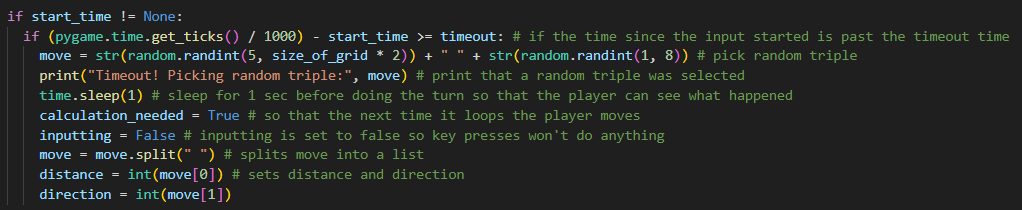 if start_time != None:
if (pygame.time.get_ticks() / 1000) - start_time >= timeout: # if the time since the input started is past the timeout time
move = str(random.randint(5, size_of_grid * 2)) + " " + str(random.randint(1, 8)) # pick random triple
print("Timeout! Picking random triple:", move) # print that a random triple was selected
time.sleep(1) # sleep for 1 sec before doing the turn so that the player can see what happened
calculation_needed = True # so that the next time it loops the player moves
inputting = False # inputting is set to false so key presses won't do anything
move = move.split(" ") # splits move into a list
distance = int(move[0]) # sets distance and direction
direction = int(move[1])